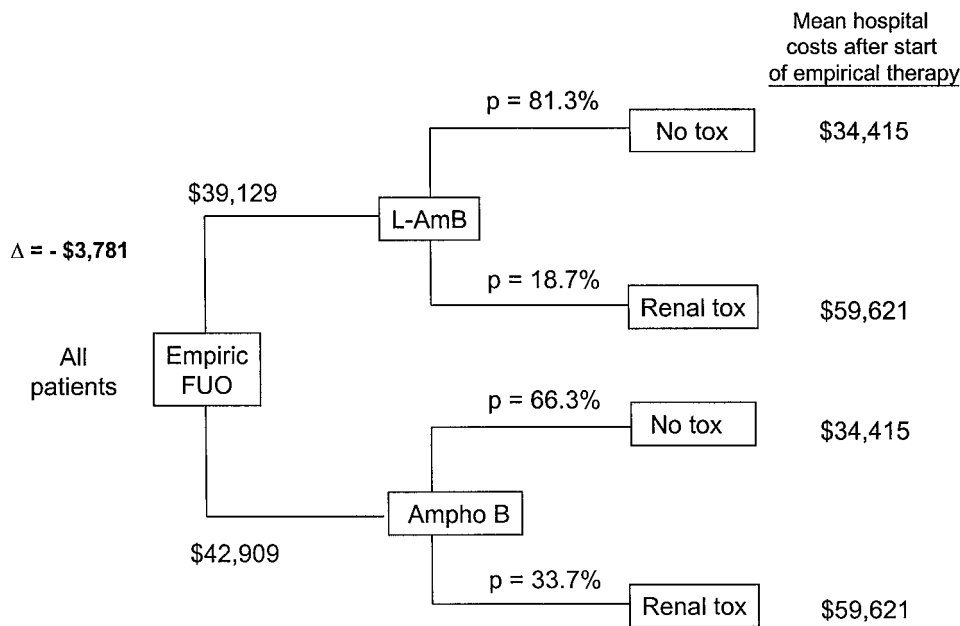 Mean hospital
costs after start
of empirical therapy
p = 81.3%
No tox
$34,415
$39,129
L-AmB
Δ = - $3,781
p = 18.7%
Renal tox
$59,621
All
patients
Empiric
FUO
p = 66.3%
No tox
$34,415
Ampho B
$42,909
p = 33.7%
Renal tox
$59,621